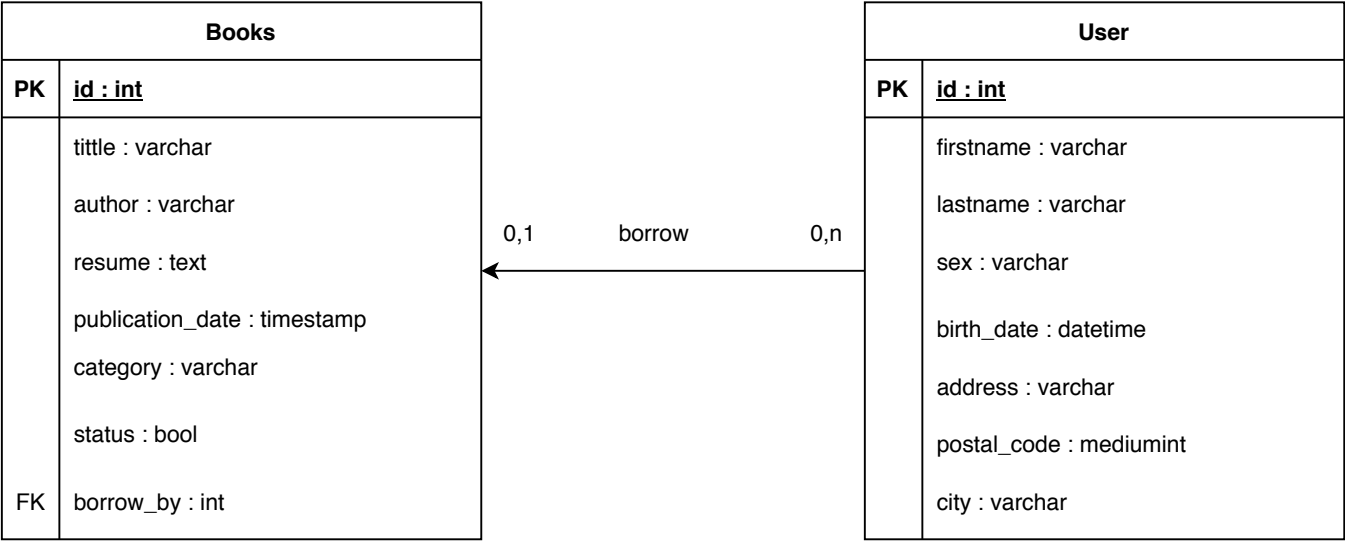 Books
PK id : int
tittle : varchar
author : varchar
resume : text
publication_date : timestamp
category : varchar
status : bool
FK borrow_by : int
0,1 borrow 0,n
User
PK id : int
firstname : varchar
lastname : varchar
sex : varchar
birth_date : datetime
address : varchar
postal_code : mediumint
city : varchar